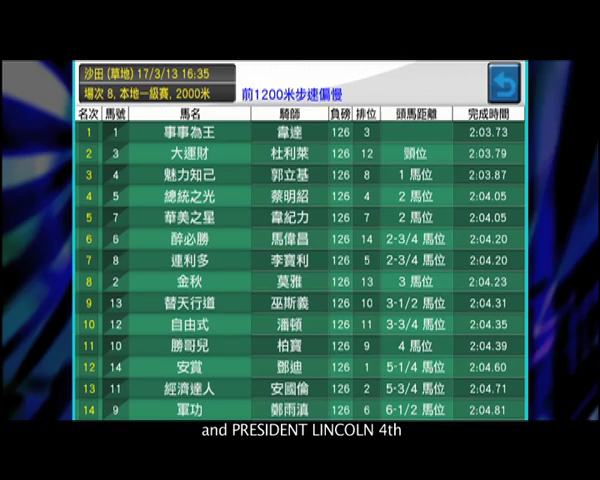 沙田 (草地) 17/3/13 16:35
場次 8, 本地一級賽, 2000米
前1200米步速偏慢
名次 馬號 馬名 騎師 負磅 排位 頭馬距離 完成時間
1 1 事事為王 韋達 126 3 2:03.73
2 3 大運財 杜利萊 126 12 頸位 2:03.79
3 4 魅力知己 郭立基 126 8 1 馬位 2:03.87
4 5 總統之光 蔡明紹 126 4 2 馬位 2:04.05
5 7 華美之星 韋紀力 126 7 2 馬位 2:04.05
6 6 醉必勝 馬偉昌 126 14 2-3/4 馬位 2:04.20
7 8 連利多 李寶利 126 5 2-3/4 馬位 2:04.20
8 2 金秋 莫雅 126 13 3 馬位 2:04.23
9 13 替天行道 巫斯義 126 10 3-1/2 馬位 2:04.31
10 12 自由式 潘頓 126 11 3-3/4 馬位 2:04.35
11 10 勝哥兒 柏寶 126 9 4 馬位 2:04.39
12 14 安賞 鄧迪 126 1 5-1/4 馬位 2:04.60
13 11 經濟達人 安國倫 126 2 5-3/4 馬位 2:04.71
14 9 軍功 鄭雨滇 126 6 6-1/2 馬位 2:04.81
and PRESIDENT LINCOLN 4th